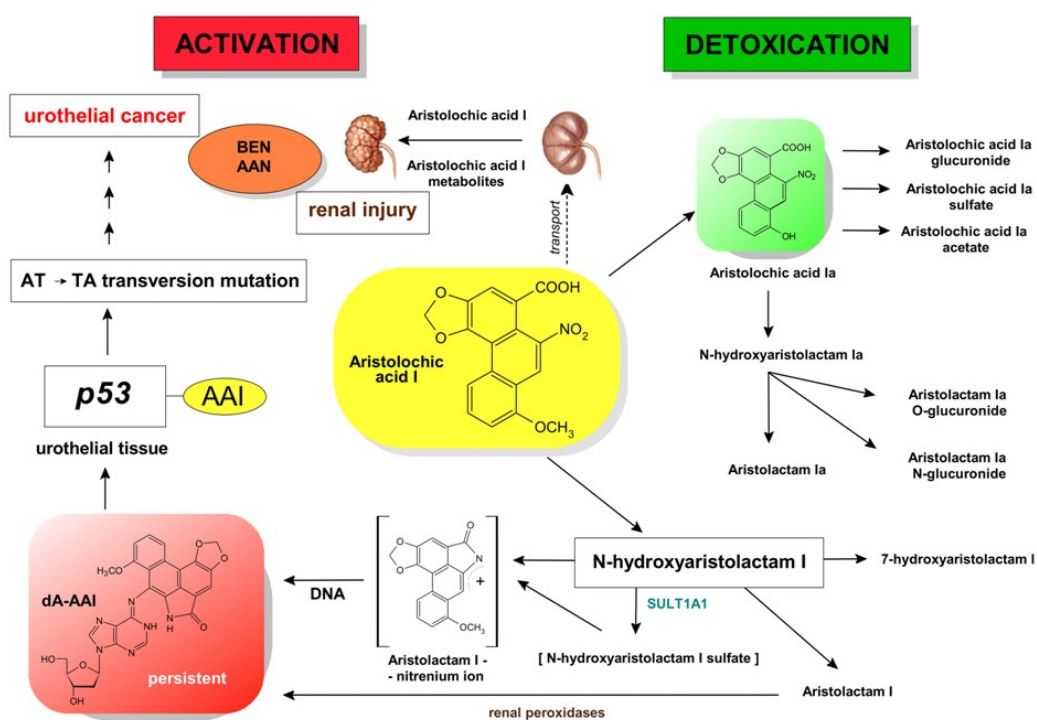 ACTIVATION
DETOXICATION
urothelial cancer
BEN
AAN
renal injury
Aristolochic acid I
Aristolochic acid I
metabolites
transport
COOH
NO2
OH
O
O
Aristolochic acid Ia
Aristolochic acid Ia
glucuronide
Aristolochic acid Ia
sulfate
Aristolochic acid Ia
acetate
AT → TA transversion mutation
O
O
COOH
NO2
OCH3
Aristolochic
acid I
N-hydroxyaristolactam Ia
Aristolactam Ia
O-glucuronide
Aristolactam Ia
N-glucuronide
Aristolactam Ia
p53
AAI
urothelial tissue
H3CO
O
O
dA-AAI
N
N
H
O
N
N
NH
N
N
HO
O
OH
persistent
DNA
O
O
O
N
+
OCH3
Aristolactam I -
- nitrenium ion
N-hydroxyaristolactam I
7-hydroxyaristolactam I
SULT1A1
[ N-hydroxyaristolactam I sulfate ]
Aristolactam I
renal peroxidases